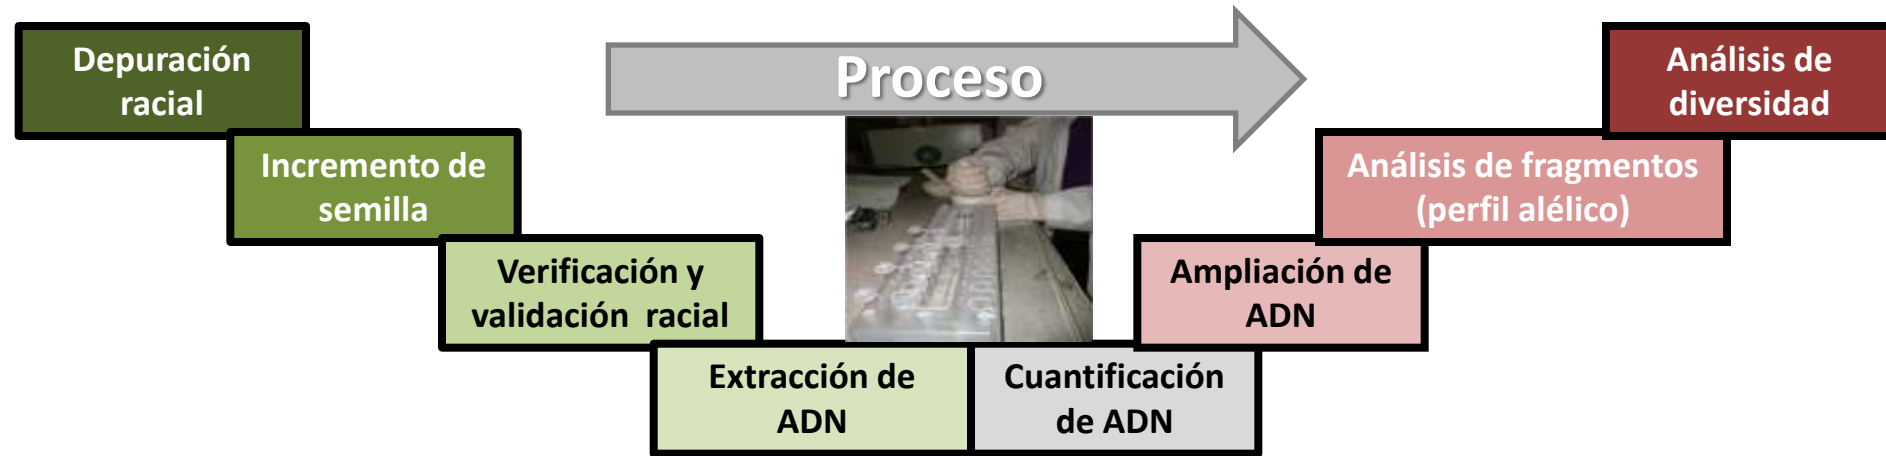 Proceso
Depuración
racial
Incremento de
semilla
Verificación y
validación racial
Extracción de
ADN
Cuantificación
de ADN
Ampliación de
ADN
Análisis de fragmentos
(perfil alélico)
Análisis de
diversidad